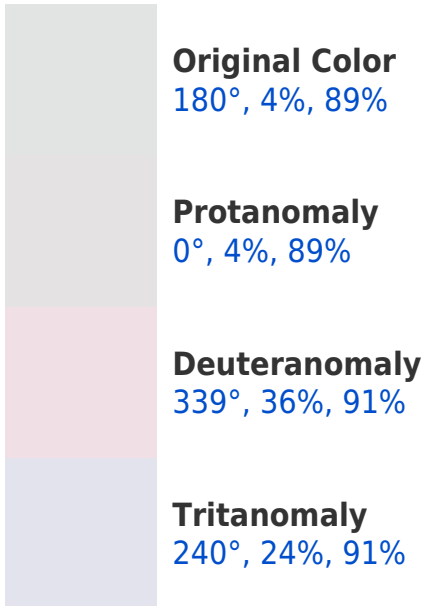 Original Color
180°, 4%, 89%
Protanomaly
0°, 4%, 89%
Deuteranomaly
339°, 36%, 91%
Tritanomaly
240°, 24%, 91%